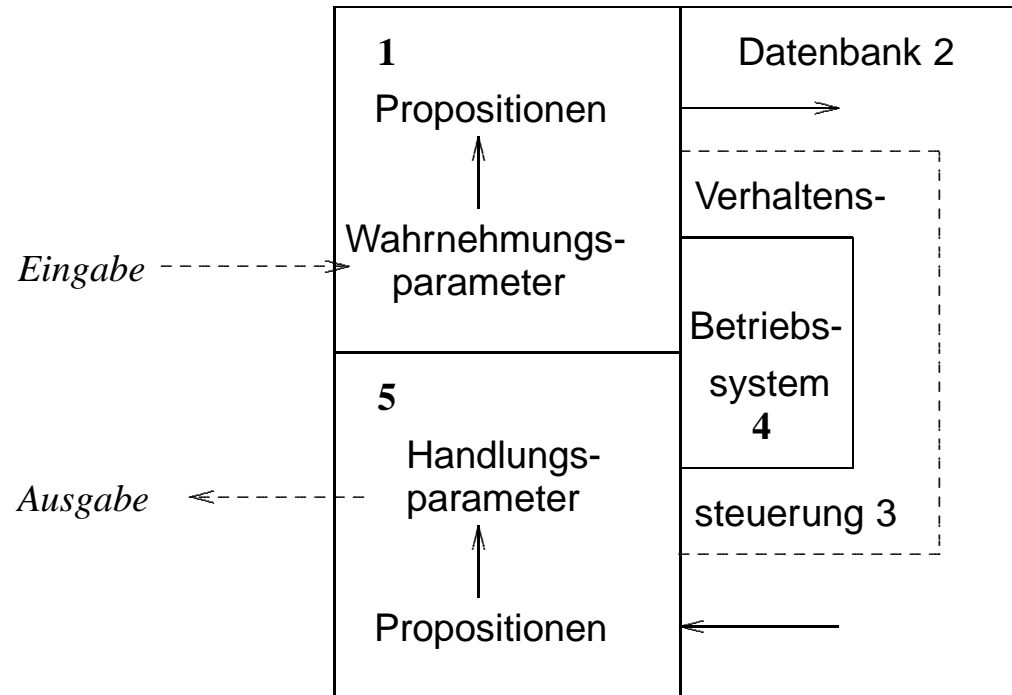 1
Propositionen
Wahrnehmungs-
parameter
Eingabe
Datenbank 2
Verhaltens-
Betriebs-
system
4
steuerung 3
5
Handlungs-
parameter
Ausgabe
Propositionen